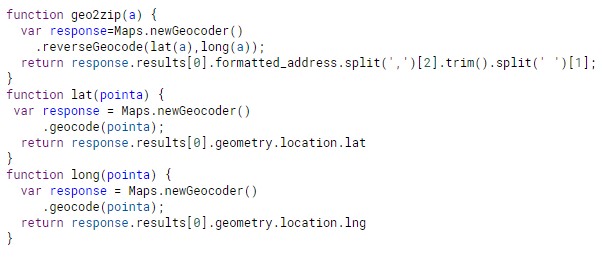 function geo2zip(a) {
  var response=Maps.newGeocoder()
    .reverseGeocode(lat(a),long(a));
  return response.results[0].formatted_address.split(',')[2].trim().split(' ')[1];
}
function lat(pointa) {
 var response = Maps.newGeocoder()
     .geocode(pointa);
  return response.results[0].geometry.location.lat
}
function long(pointa) {
  var response = Maps.newGeocoder()
     .geocode(pointa);
  return response.results[0].geometry.location.lng
}